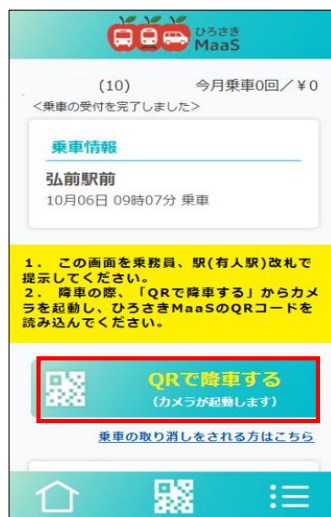 ひろさき
MaaS
(10) 今月乗車0回／￥0
<乗車の受付を完了しました>
乗車情報
弘前駅前
10月06日 09時07分 乗車
1. この画面を乗務員、駅(有人駅)改札で
提示してください。
2. 降車の際、「QRで降車する」からカメ
ラを起動し、ひろさきMaaSのQRコードを
読み込んでください。
QRで降車する
(カメラが起動します)
乗車の取り消しをされる方はこちら